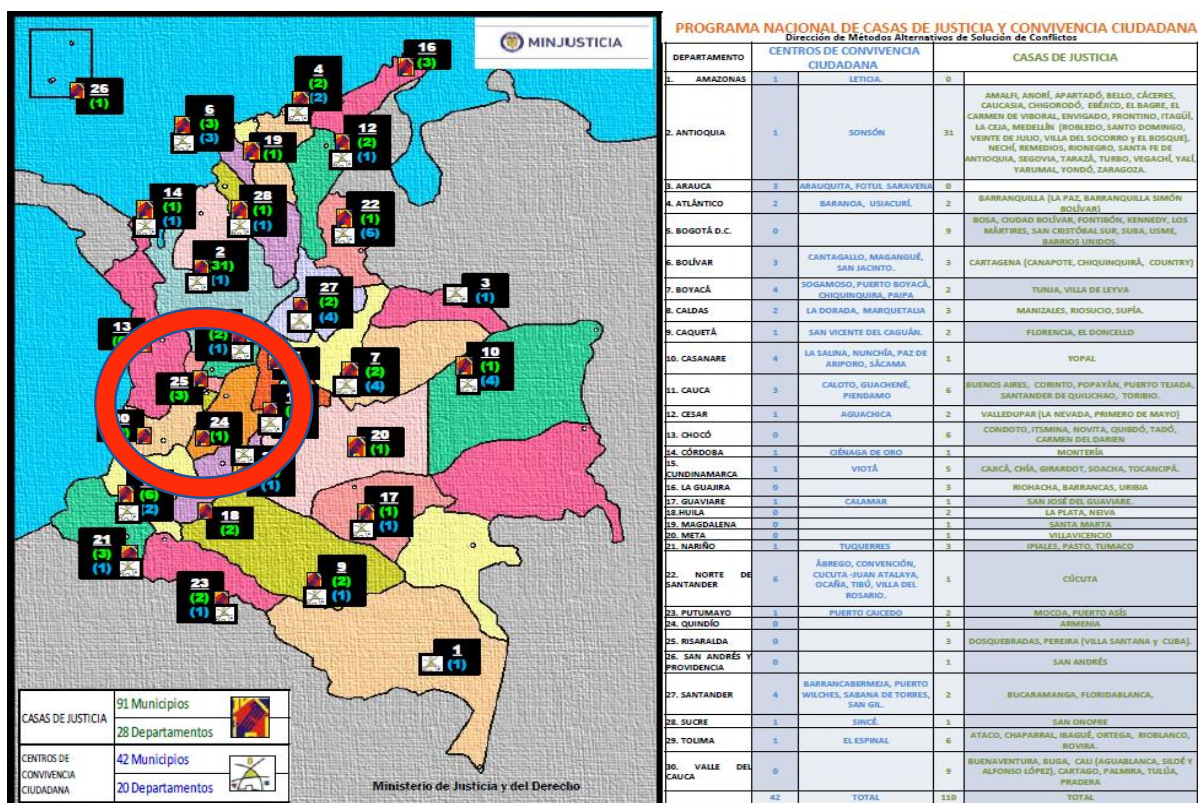 MINJUSTICIA
16
(3)
4
(2)
(2)
26
(1)
6
(3)
(3)
12
(2)
(1)
19
(1)
14
(1)
(1)
28
(1)
(1)
22
(1)
(6)
2
(31)
(1)
27
(2)
(4)
3
(1)
13
(2)
(1)
7
(2)
(4)
10
(1)
(4)
25
(3)
24
(1)
20
(1)
(1)
(6)
(2)
17
(1)
(1)
18
(2)
21
(3)
(1)
9
(2)
(1)
23
(2)
(1)
1
(1)
CASAS DE JUSTICIA
91 Municipios
28 Departamentos
CENTROS DE CONVIVENCIA CIUDADANA
42 Municipios
20 Departamentos
Ministerio de Justicia y del Derecho
PROGRAMA NACIONAL DE CASAS DE JUSTICIA Y CONVIVENCIA CIUDADANA
Dirección de Métodos Alternativos de Solución de Conflictos
DEPARTAMENTO CENTROS DE CONVIVENCIA CIUDADANA CASAS DE JUSTICIA
1. AMAZONAS 1 LETICIA. 0
2. ANTIOQUIA 1 SONSÓN 31
AMALFI, ANORÍ, APARTADÓ, BELLO, CÁCERES,
CAUCASIA, CHIGORODÓ, EBÉJICO, EL BAGRE, EL
CARMEN DE VIBORAL, ENVIGADO, FRONTINO, ITAGÜÍ,
LA CEJA, MEDELLÍN (ROBLEDO, SANTO DOMINGO,
VEINTE DE JULIO, VILLA DEL SOCORRO y EL BOSQUE),
NECHÍ, REMEDIOS, RIONEGRO, SANTA FE DE
ANTIOQUIA, SEGOVIA, TARAZÁ, TURBO, VEGACHÍ, YALÍ,
YARUMAL, YONDÓ, ZARAGOZA.
3. ARAUCA 3 ARAUQUITA, FOTUL SARAVENA 0
4. ATLÁNTICO 2 BARANOA, USIACURÍ. 2 BARRANQUILLA (LA PAZ, BARRANQUILLA SIMÓN
BOLÍVAR)
5. BOGOTÁ D.C. 0 9 BOSA, CIUDAD BOLÍVAR, FONTIBÓN, KENNEDY, LOS
MÁRTIRES, SAN CRISTÓBAL SUR, SUBA, USME,
BARRIOS UNIDOS.
6. BOLÍVAR 3 CANTAGALLO, MAGANGUÉ,
SAN JACINTO. 3 CARTAGENA (CANAPOTE, CHIQUINQUIRÁ, COUNTRY)
7. BOYACÁ 4 SOGAMOSO, PUERTO BOYACÁ,
CHIQUINQUIRA, PAIPA 2 TUNJA, VILLA DE LEYVA
8. CALDAS 2 LA DORADA, MARQUETALIA 3 MANIZALES, RIOSUCIO, SUPÍA.
9. CAQUETÁ 1 SAN VICENTE DEL CAGUÁN. 2 FLORENCIA, EL DONCELLO
10. CASANARE 4 LA SALINA, NUNCHÍA, PAZ DE
ARIPORO, SÁCAMA 1 YOPAL
11. CAUCA 3 CALOTO, GUACHENÉ,
PIENDAMO 6 BUENOS AIRES, CORINTO, POPAYÁN, PUERTO TEJADA,
SANTANDER DE QUILICHAO, TORIBIO.
12. CESAR 1 AGUACHICA 2 VALLEDUPAR (LA NEVADA, PRIMERO DE MAYO)
13. CHOCÓ 0 6 CONDOTO, ITSMINA, NOVITA, QUIBDÓ, TADÓ,
CARMEN DEL DARIEN
14. CÓRDOBA 1 CIÉNAGA DE ORO 1 MONTERÍA
15. CUNDINAMARCA 1 VIOTÁ 5 CAJICÁ, CHÍA, GIRARDOT, SOACHA, TOCANCIPÁ.
16. LA GUAJIRA 0 3 RIOHACHA, BARRANCAS, URIBIA
17. GUAVIARE 1 CALAMAR 1 SAN JOSÉ DEL GUAVIARE.
18.HUILA 0 2 LA PLATA, NEIVA
19. MAGDALENA 0 1 SANTA MARTA
20. META 0 1 VILLAVICENCIO
21. NARIÑO 1 TUQUERRES 3 IPIALES, PASTO, TUMACO
22. NORTE DE SANTANDER 6 ÁBREGO, CONVENCIÓN,
CUCUTA -JUAN ATALAYA,
OCAÑA, TIBÚ, VILLA DEL
ROSARIO. 1 CÚCUTA
23. PUTUMAYO 1 PUERTO CAICEDO 2 MOCOA, PUERTO ASÍS
24. QUINDÍO 0 1 ARMENIA
25. RISARALDA 0 3 DOSQUEBRADAS, PEREIRA (VILLA SANTANA y CUBA).
26. SAN ANDRÉS Y PROVIDENCIA 0 1 SAN ANDRÉS
27. SANTANDER 4 BARRANCABERMEJA, PUERTO
WILCHES, SABANA DE TORRES,
SAN GIL. 2 BUCARAMANGA, FLORIDABLANCA,
28. SUCRE 1 SINCÉ. 1 SAN ONOFRE
29. TOLIMA 1 EL ESPINAL 6 ATACO, CHAPARRAL, IBAGUÉ, ORTEGA, RIOBLANCO,
ROVIRA.
30. VALLE DEL CAUCA 0 9 BUENAVENTURA, BUGA, CALI (AGUABLANCA, SILOÉ Y
ALFONSO LÓPEZ), CARTAGO, PALMIRA, TULÚA,
PRADERA
42 TOTAL 110 TOTAL